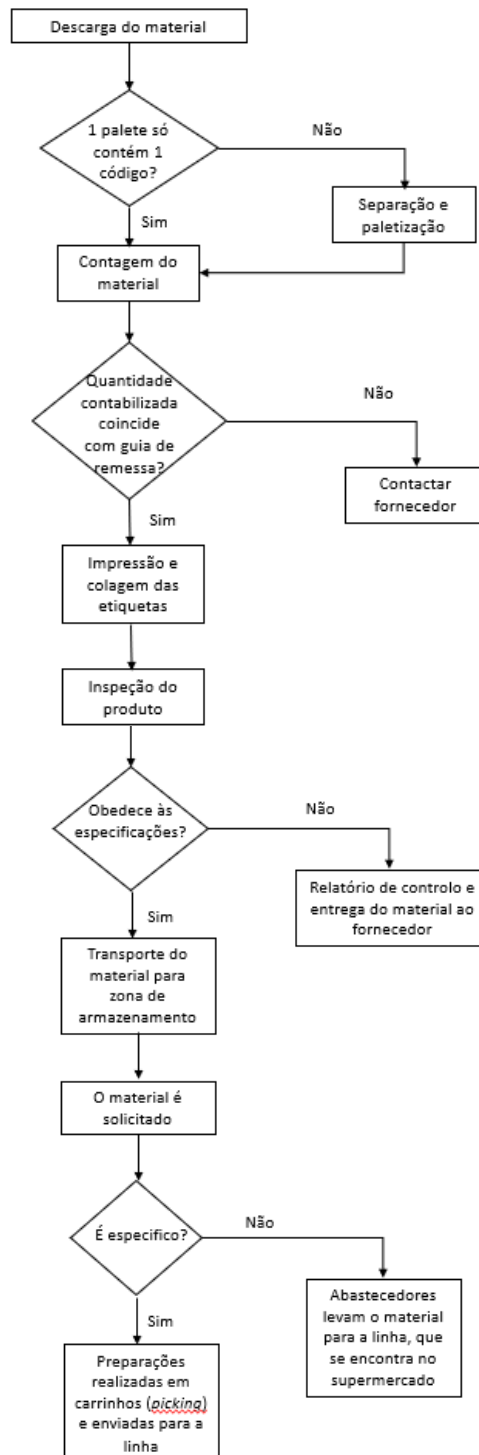 Descarga do material
1 palete só
contém 1
código?
Não
Separação e
paletização
Sim
Contagem do
material
Quantidade
contabilizada
coincide
com guia de
remessa?
Não
Contactar
fornecedor
Sim
Impressão e
colagem das
etiquetas
Inspeção do
produto
Obedece às
especificações?
Não
Relatório de controlo e
entrega do material ao
fornecedor
Sim
Transporte do
material para
zona de
armazenamento
O material é
solicitado
É especifico?
Não
Abastecedores
levam o material
para a linha, que
se encontra no
supermercado
Sim
Preparações
realizadas em
carrinhos (picking)
e enviadas para a
linha